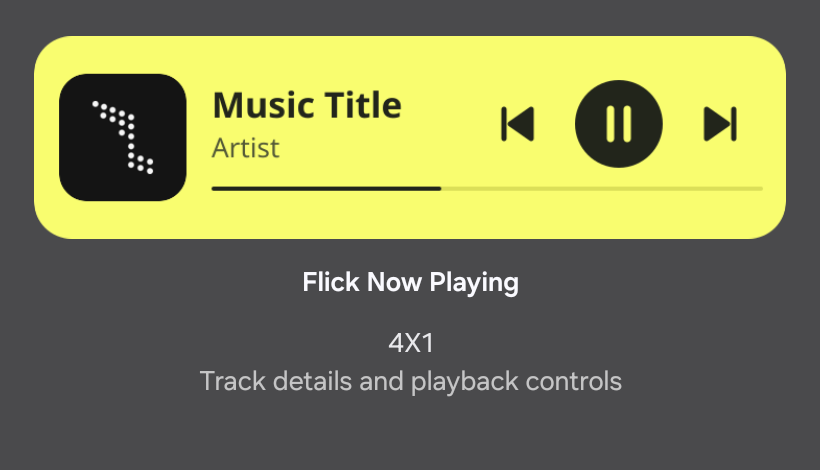 Music Title
Artist
Flick Now Playing
4X1
Track details and playback controls